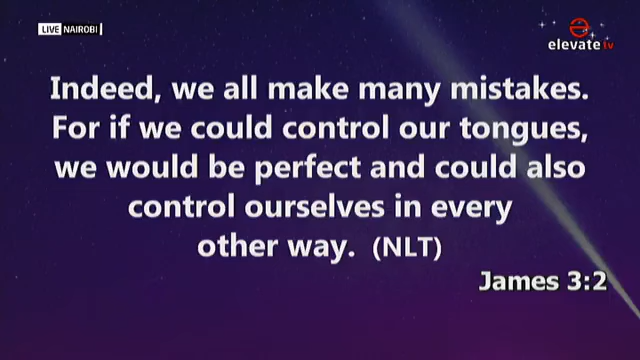 LIVE NAIROBI
elevate tv
Indeed, we all make many mistakes.
For if we could control our tongues,
we would be perfect and could also
control ourselves in every
other way. (NLT)
James 3:2